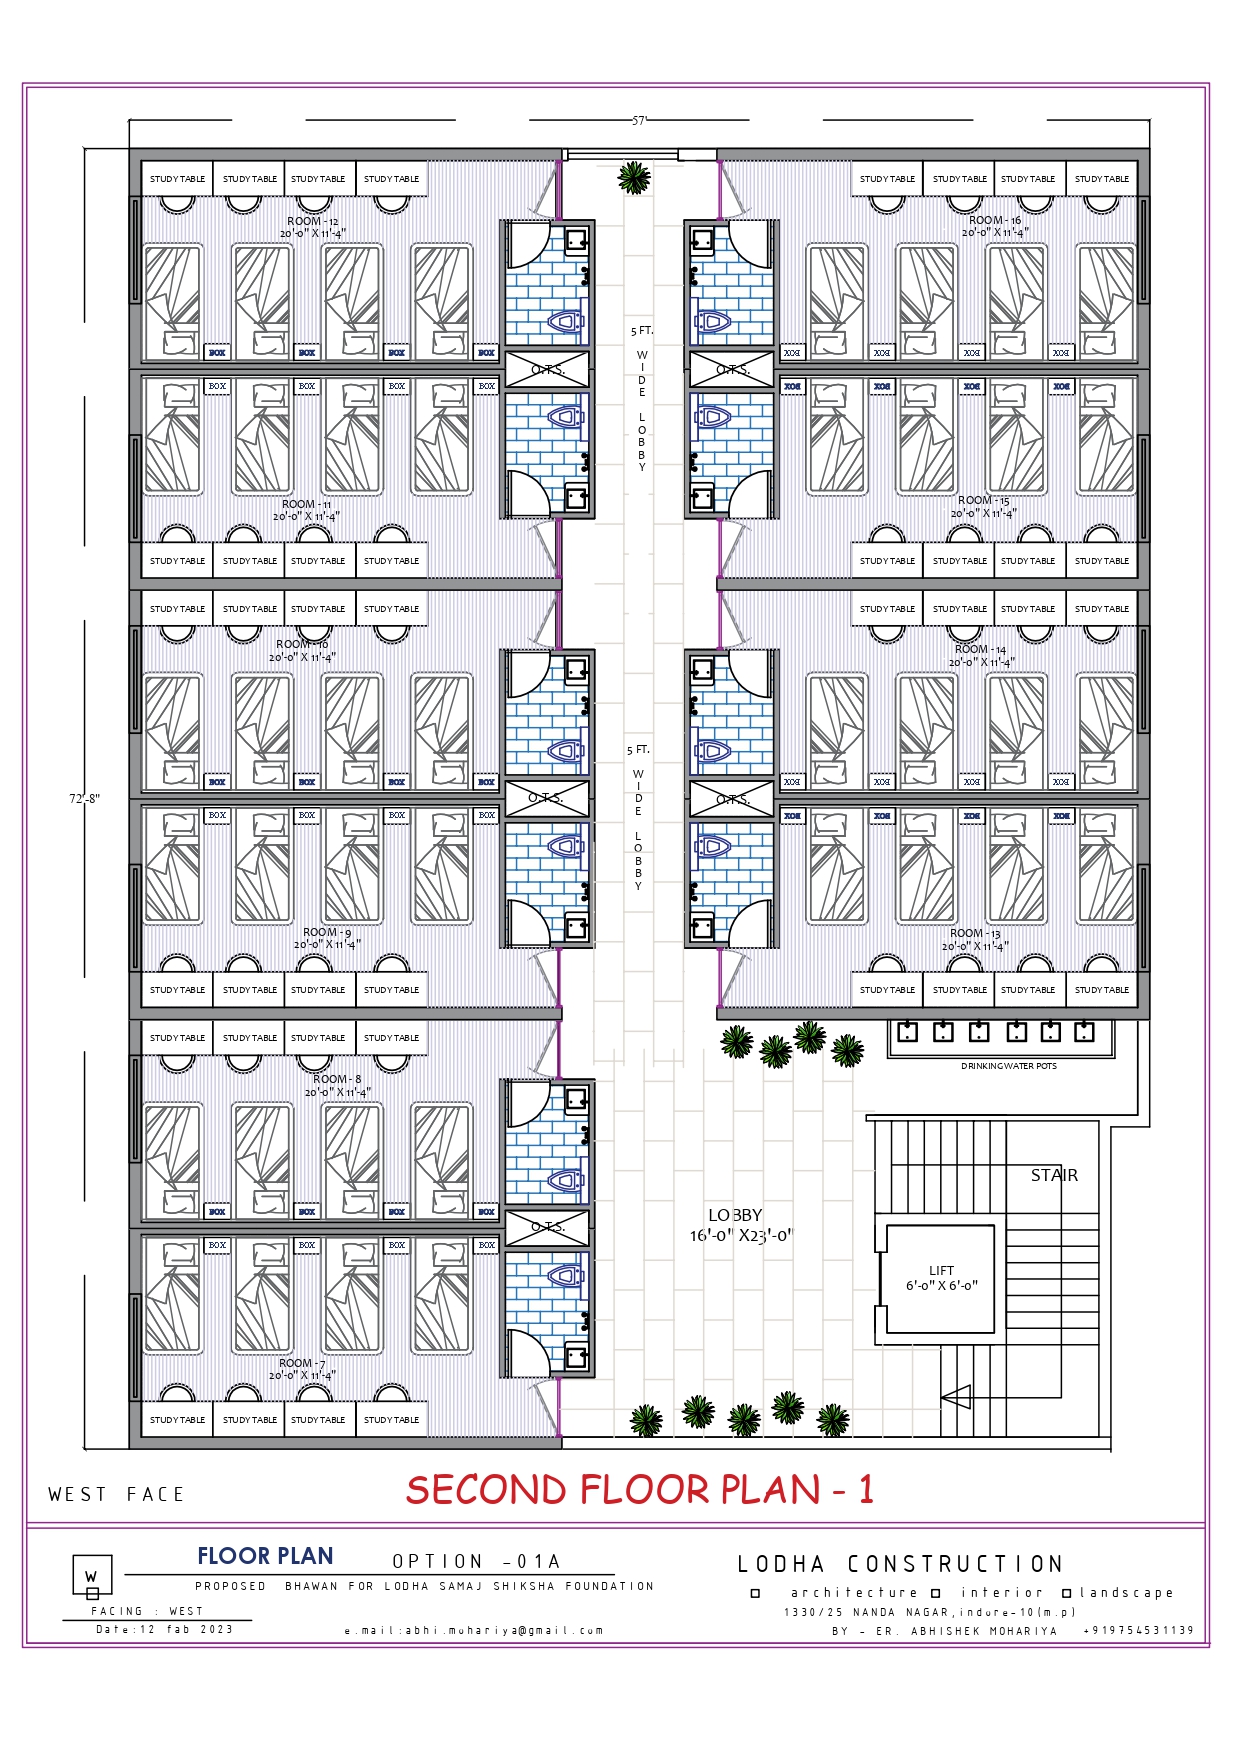 57'
STUDY TABLE STUDY TABLE STUDY TABLE STUDY TABLE
STUDY TABLE STUDY TABLE STUDY TABLE STUDY TABLE
ROOM - 12
20'-0" X 11'-4"
ROOM - 16
20'-0" X 11'-4"
5 FT.
WIDE
LOBBY
BOX BOX BOX BOX
BOX BOX BOX BOX
O.T.S.
O.T.S.
BOX BOX BOX BOX
BOX BOX BOX BOX
ROOM - 11
20'-0" X 11'-4"
ROOM - 15
20'-0" X 11'-4"
STUDY TABLE STUDY TABLE STUDY TABLE STUDY TABLE
STUDY TABLE STUDY TABLE STUDY TABLE STUDY TABLE
STUDY TABLE STUDY TABLE STUDY TABLE STUDY TABLE
STUDY TABLE STUDY TABLE STUDY TABLE STUDY TABLE
ROOM - 10
20'-0" X 11'-4"
ROOM - 14
20'-0" X 11'-4"
5 FT.
WIDE
LOBBY
BOX BOX BOX BOX
BOX BOX BOX BOX
72'-8"
O.T.S.
O.T.S.
BOX BOX BOX BOX
BOX BOX BOX BOX
ROOM - 9
20'-0" X 11'-4"
ROOM - 13
20'-0" X 11'-4"
STUDY TABLE STUDY TABLE STUDY TABLE STUDY TABLE
STUDY TABLE STUDY TABLE STUDY TABLE STUDY TABLE
STUDY TABLE STUDY TABLE STUDY TABLE STUDY TABLE
DRINKING WATER POTS
ROOM - 8
20'-0" X 11'-4"
STAIR
BOX BOX BOX BOX
LOBBY
16'-0" X23'-0"
O.T.S.
BOX BOX BOX BOX
LIFT
6'-0" X 6'-0"
ROOM - 7
20'-0" X 11'-4"
STUDY TABLE STUDY TABLE STUDY TABLE STUDY TABLE
WEST FACE
SECOND FLOOR PLAN - 1
W
FACING : WEST
Date:12 fab 2023
FLOOR PLAN OPTION -01A
PROPOSED BHAWAN FOR LODHA SAMAJ SHIKSHA FOUNDATION
e.mail:abhi.mohariya@gmail.com
LODHA CONSTRUCTION
architecture interior landscape
1330/25 NANDA NAGAR,indore-10(m.p)
BY - ER. ABHISHEK MOHARIYA +919754531139